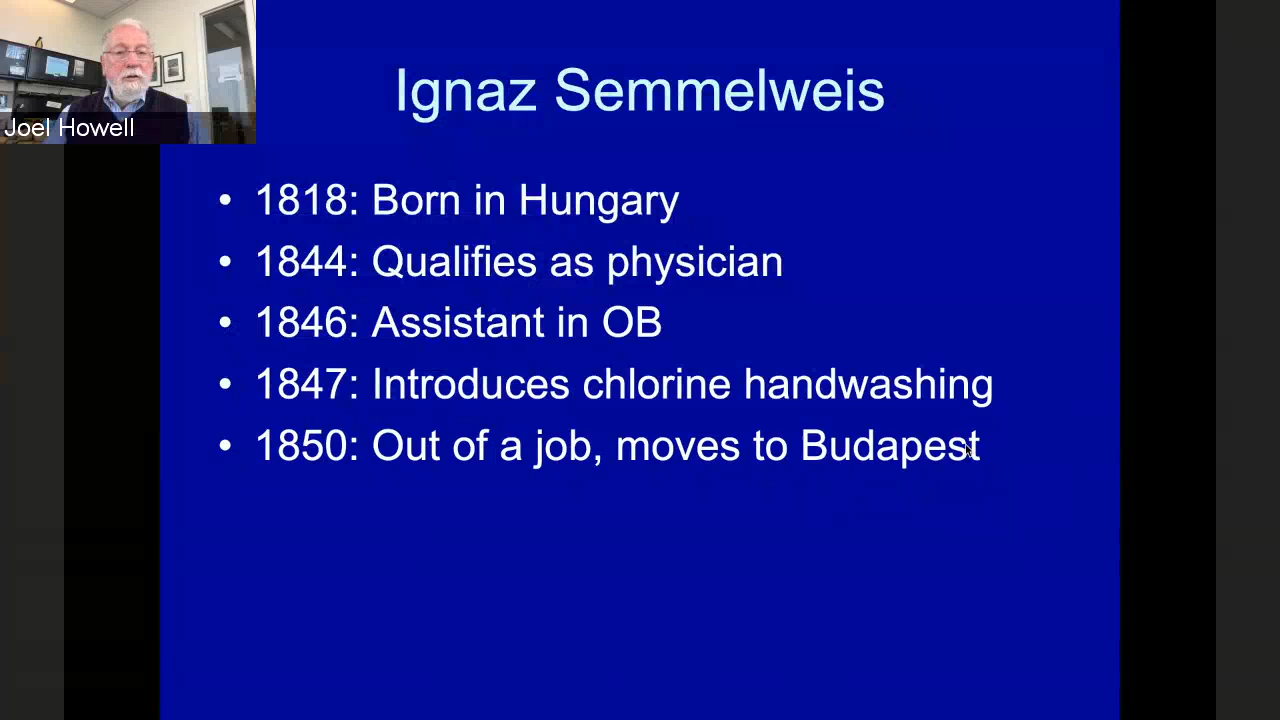 Joel Howell
Ignaz Semmelweis
• 1818: Born in Hungary
• 1844: Qualifies as physician
• 1846: Assistant in OB
• 1847: Introduces chlorine handwashing
• 1850: Out of a job, moves to Budapest